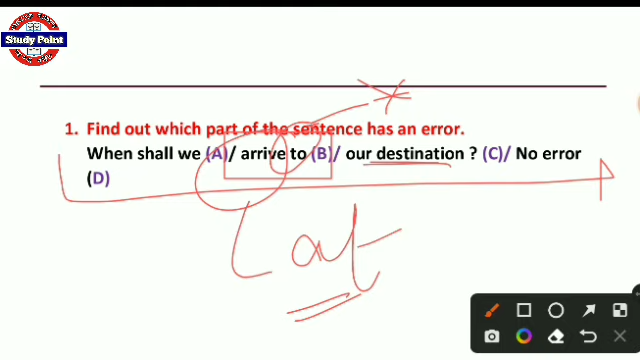 Study Point
1. Find out which part of the sentence has an error.
When shall we (A)/ arrive to (B)/ our destination ? (C)/ No error
(D)
at